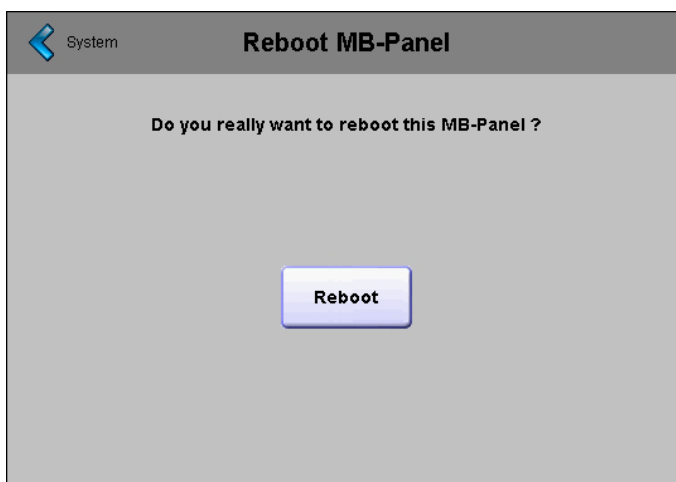 System
Reboot MB-Panel
Do you really want to reboot this MB-Panel ?
Reboot